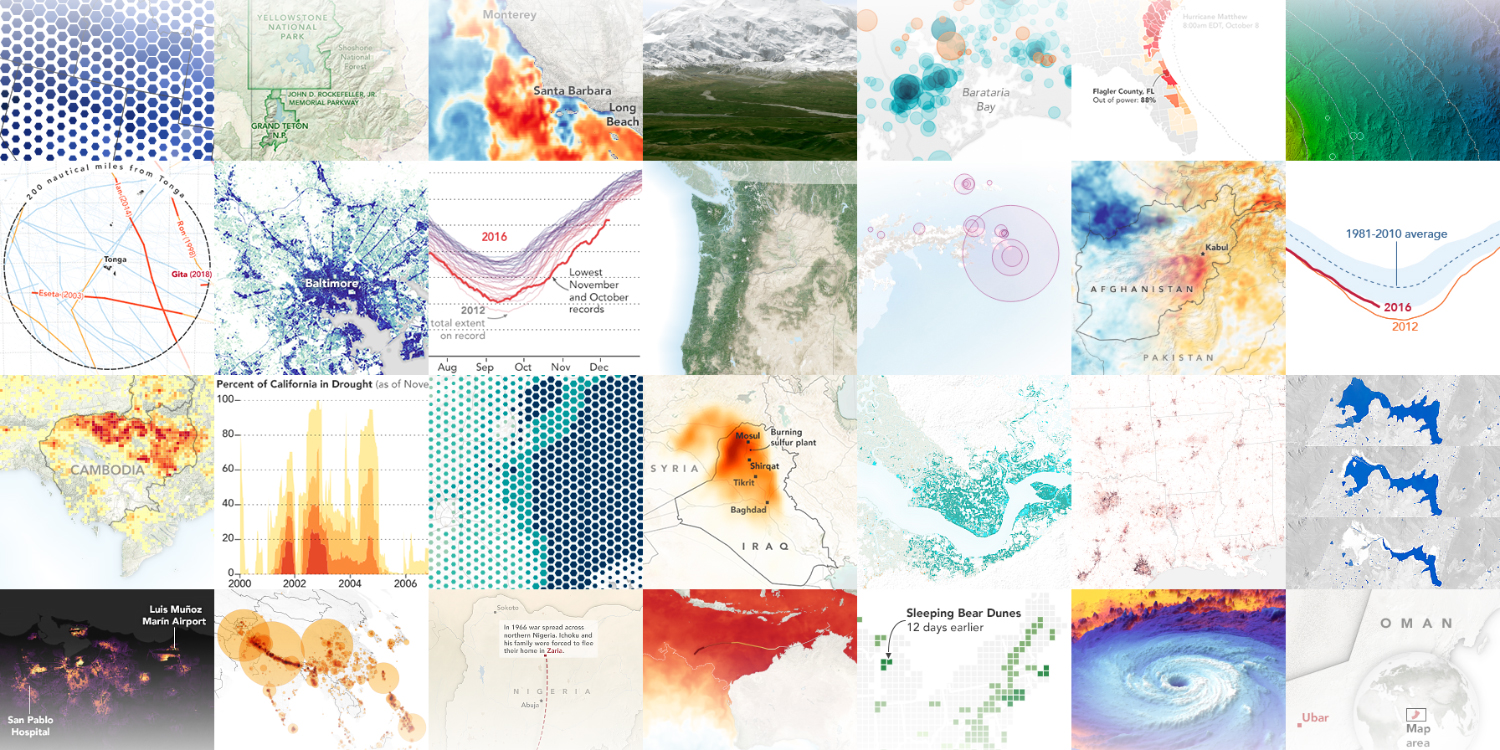 YELLOWSTONE
NATIONAL
PARK
Shoshone
National
Forest
JOHN D. ROCKEFELLER, JR.
MEMORIAL PARKWAY
GRAND TETON
N.P.
Monterey
Santa Barbara
Long
Beach
Barataria
Bay
Hurricane Matthew
8:00am EDT, October 8
Flagler County, FL
Out of power: 88%
200 nautical miles from Tonga
Ian (2014)
Ron (1998)
Tonga
Gita (2018)
Eseta (2003)
Baltimore
2016
Lowest
November
and October
records
2012
total extent
on record
Aug Sep Oct Nov Dec
Kabul
AFGHANISTAN
PAKISTAN
1981-2010 average
2016
2012
CAMBODIA
Percent of California in Drought (as of Nove
100
80
60
40
20
0
2000 2002 2004 2006
Mosul
Burning
sulfur plant
SYRIA
Shirqat
Tikrit
Baghdad
IRAQ
Luis Muñoz
Marín Airport
San Pablo
Hospital
Sokoto
In 1966 war spread across
northern Nigeria. Ichoku and
his family were forced to flee
their home in Zaria.
NIGERIA
Abuja
Sleeping Bear Dunes
12 days earlier
OMAN
Ubar
Map
area